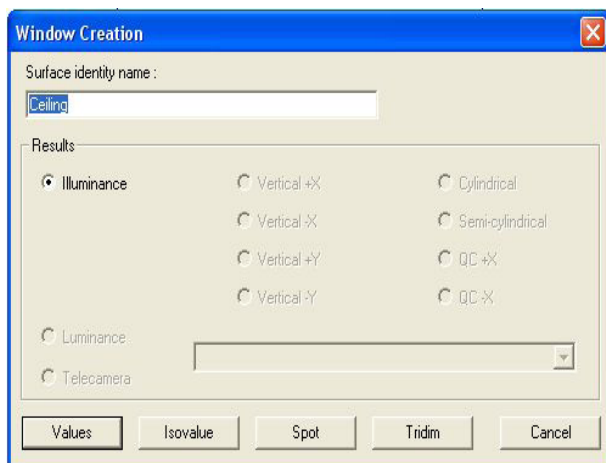 Window Creation
Surface identity name :
Ceiling
Results
Illuminance Vertical +X Cylindrical
Vertical -X Semi-cylindrical
Vertical +Y QC +X
Vertical -Y QC -X
Luminance
Telecamera
Values Isovalue Spot Tridim Cancel